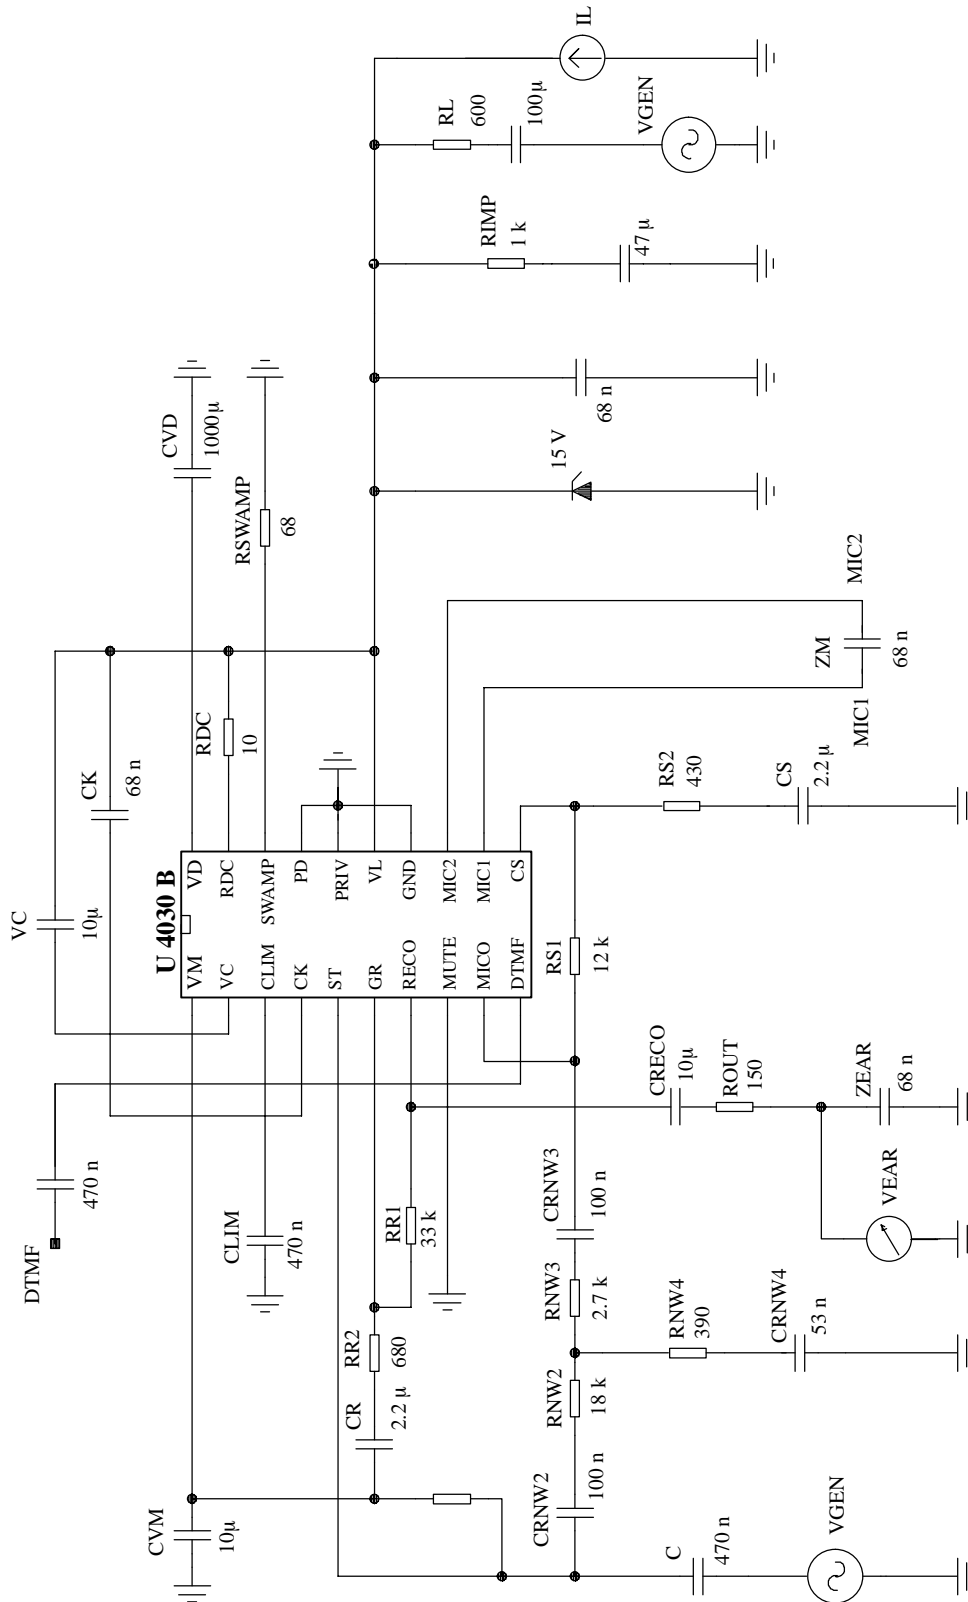 IL
RL
600
100µ
VGEN
RIMP
1 k
47 µ
68 n
15 V
CVD
1000µ
RSWAMP
68
RDC
10
CK
68 n
VC
10µ
MIC2
ZM
68 n
MIC1
RS2
430
CS
2.2 µ
U 4030 B
VM
VC
CLIM
CK
ST
GR
RECO
MUTE
MICO
DTMF
VD
RDC
SWAMP
PD
PRIV
VL
GND
MIC2
MIC1
CS
RS1
12 k
CRECO
10µ
ROUT
150
ZEAR
68 n
VEAR
DTMF
470 n
CLIM
470 n
RR1
33 k
RR2
680
CR
2.2 µ
CVM
10µ
CRNW3
100 n
RNW3
2.7 k
RNW4
390
CRNW4
53 n
RNW2
18 k
CRNW2
100 n
C
470 n
VGEN